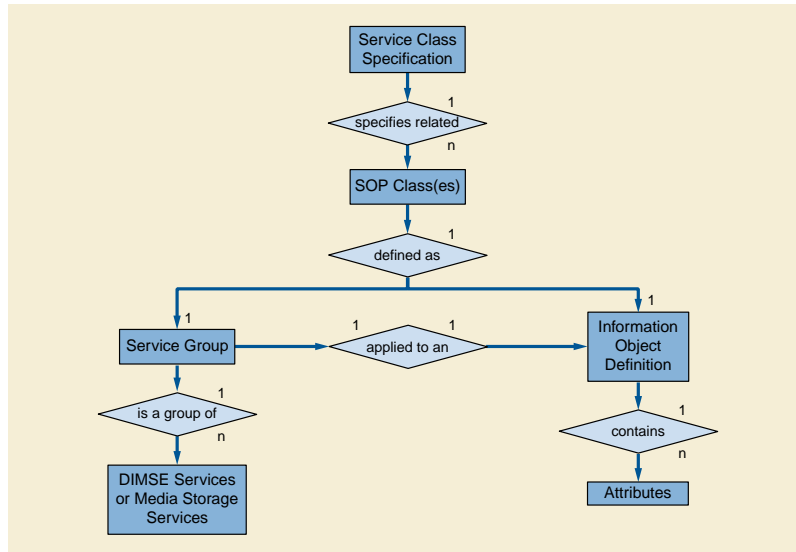 Service Class
Specification
1
specifies related
n
SOP Class(es)
1
defined as
1
1
Service Group
1
1
applied to an
Information
Object
Definition
1
is a group of
n
1
contains
n
DIMSE Services
or Media Storage
Services
Attributes